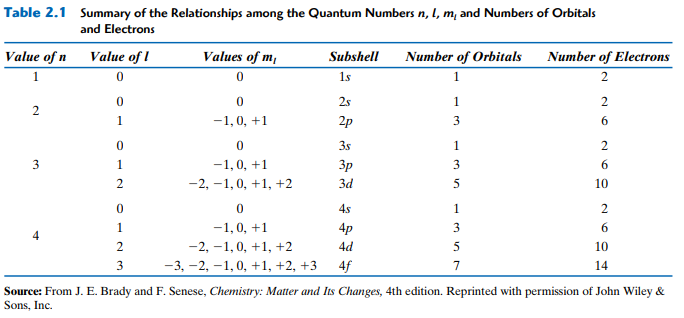 Table 2.1 Summary of the Relationships among the Quantum Numbers n, l, mₗ and Numbers of Orbitals
and Electrons
Value of n Value of l Values of mₗ Subshell Number of Orbitals Number of Electrons
1 0 0 1s 1 2
2 0 0 2s 1 2
1 −1, 0, +1 2p 3 6
3 0 0 3s 1 2
1 −1, 0, +1 3p 3 6
2 −2, −1, 0, +1, +2 3d 5 10
4 0 0 4s 1 2
1 −1, 0, +1 4p 3 6
2 −2, −1, 0, +1, +2 4d 5 10
3 −3, −2, −1, 0, +1, +2, +3 4f 7 14
Source: From J. E. Brady and F. Senese, Chemistry: Matter and Its Changes, 4th edition. Reprinted with permission of John Wiley &
Sons, Inc.